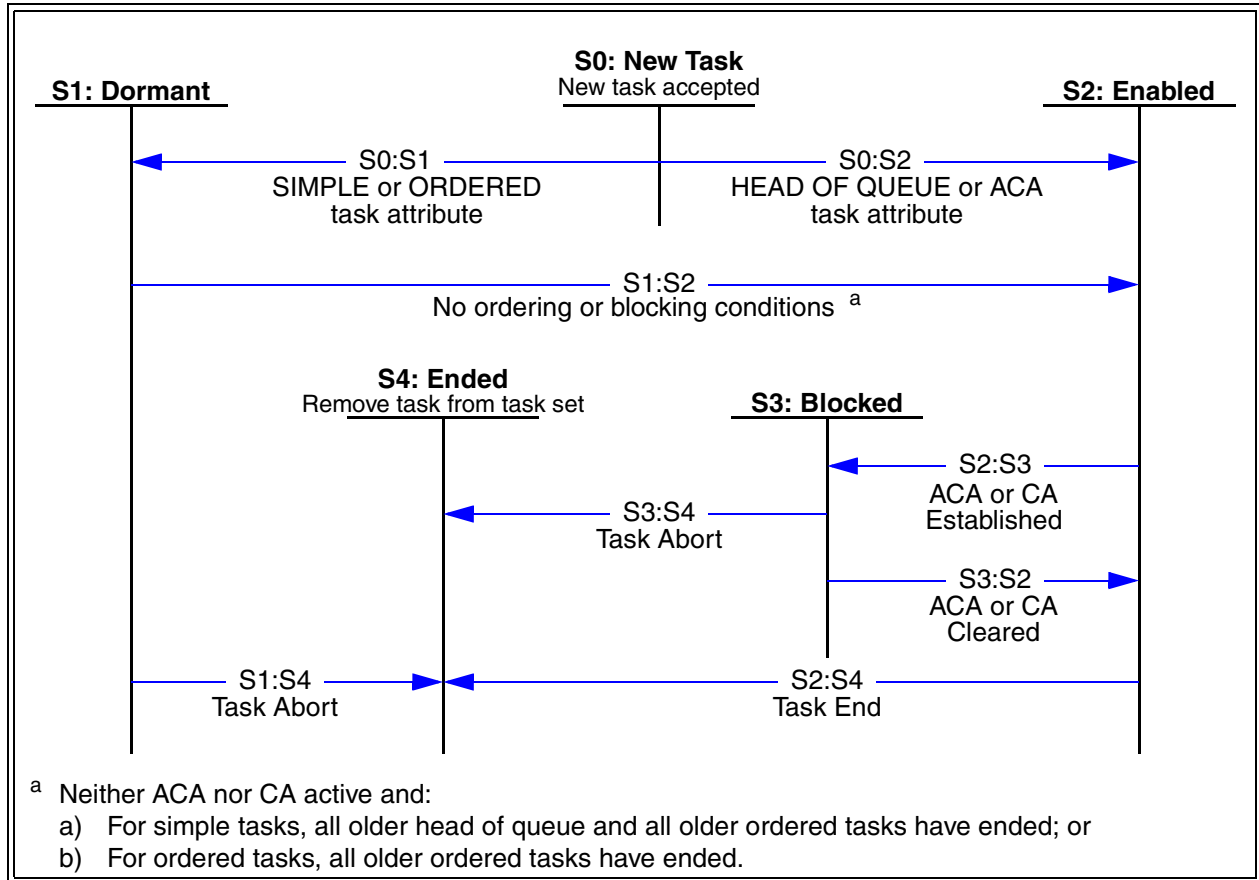 S0: New Task
New task accepted
S1: Dormant
S2: Enabled
S0:S1
SIMPLE or ORDERED
task attribute
S0:S2
HEAD OF QUEUE or ACA
task attribute
S1:S2
No ordering or blocking conditions a
S4: Ended
Remove task from task set
S3: Blocked
S2:S3
ACA or CA
Established
S3:S4
Task Abort
S3:S2
ACA or CA
Cleared
S1:S4
Task Abort
S2:S4
Task End
a Neither ACA nor CA active and:
a) For simple tasks, all older head of queue and all older ordered tasks have ended; or
b) For ordered tasks, all older ordered tasks have ended.